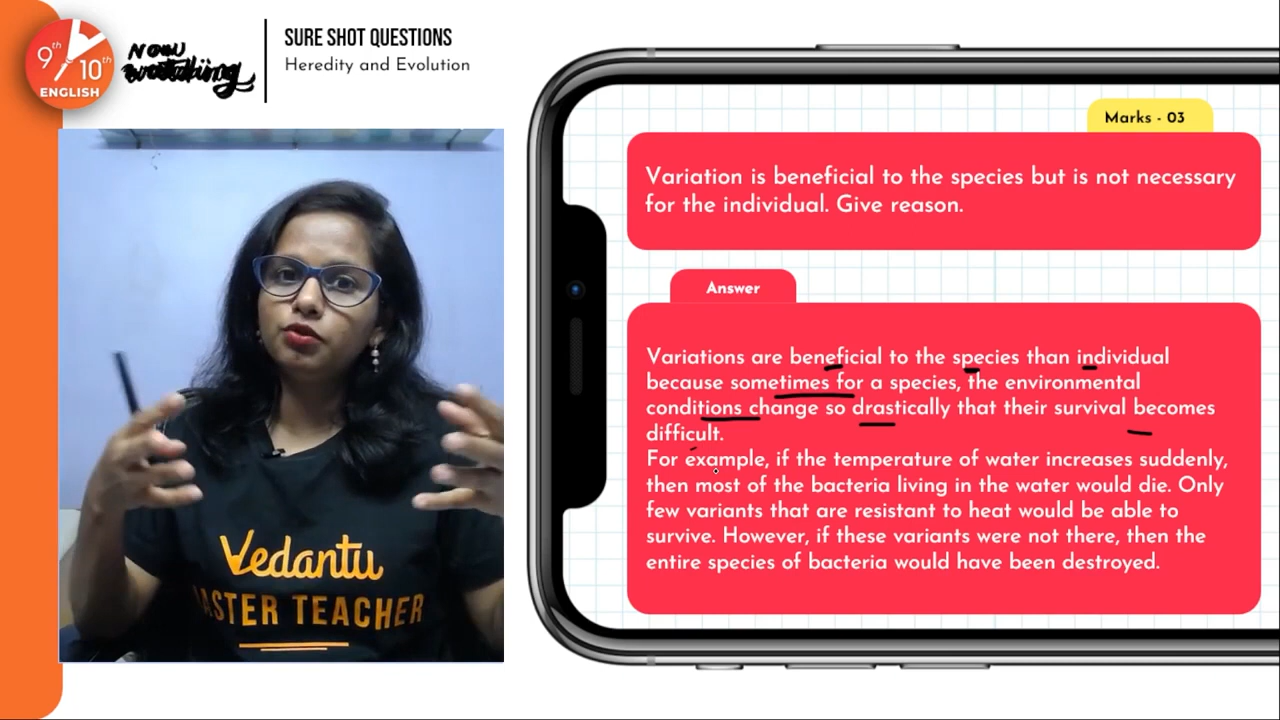 9th
10th
ENGLISH
Now
SURE SHOT QUESTIONS
Heredity and Evolution
Marks - 03
Variation is beneficial to the species but is not necessary
for the individual. Give reason.
Answer
Variations are beneficial to the species than individual
because sometimes for a species, the environmental
conditions change so drastically that their survival becomes
difficult.
For example, if the temperature of water increases suddenly,
then most of the bacteria living in the water would die. Only
few variants that are resistant to heat would be able to
survive. However, if these variants were not there, then the
entire species of bacteria would have been destroyed.
Vedantu
MASTER TEACHER